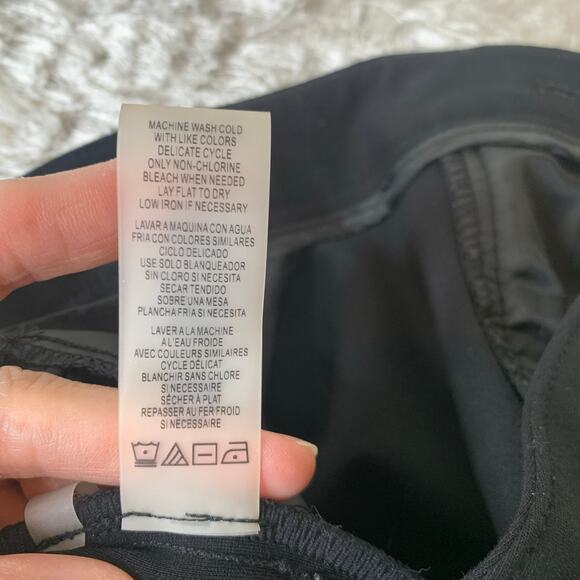 MACHINE WASH COLD
WITH LIKE COLORS
DELICATE CYCLE
ONLY NON-CHLORINE
BLEACH WHEN NEEDED
LAY FLAT TO DRY
LOW IRON IF NECESSARY
LAVAR A MAQUINA CON AGUA
FRIA CON COLORES SIMILARES
CICLO DELICADO
USE SOLO BLANQUEADOR
SIN CLORO SI NECESITA
SECAR TENDIDO
SOBRE UNA MESA
PLANCHA FRIA SI NECESITA
LAVER A LA MACHINE
A L'EAU FROIDE
AVEC COULEURS SIMILAIRES
CYCLE DÉLICAT
BLANCHIR SANS CHLORE
SI NECESSAIRE
SÉCHER À PLAT
REPASSER AU FER FROID
SI NECESSAIRE